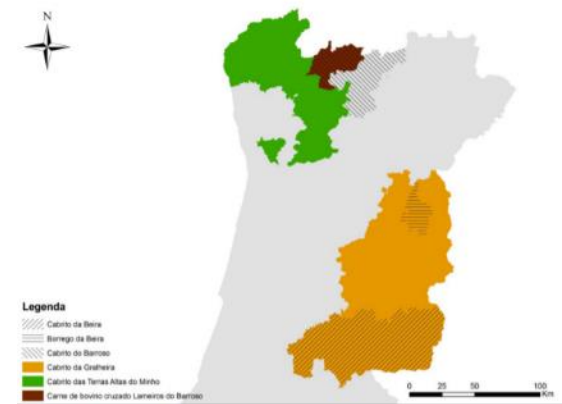 N
Legenda
Cabrito da Beira
Borrego da Beira
Cabrito do Barroso
Cabrito da Gralheira
Cabrito das Terras Altas do Minho
Carne de bovino cruzado Lameiros do Barroso
0 25 50 100
Km